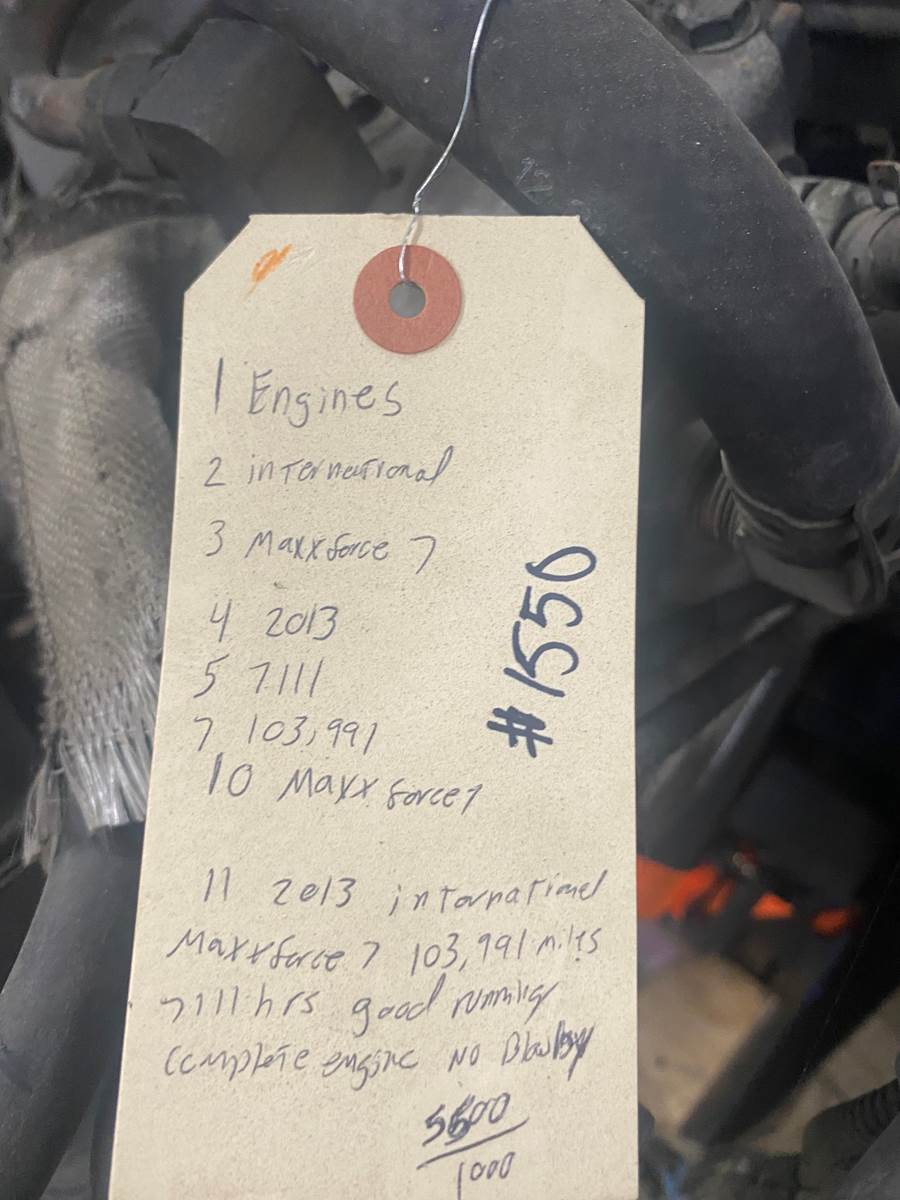 1 Engines
2 international
3 Maxxforce 7
4 2013
5 7111
7 103,991
10 Maxxforce 7
11 2013 international
Maxxforce 7 103,991 miles
7111 hrs good running
complete engine NO Blowby
5500
1000
#1550